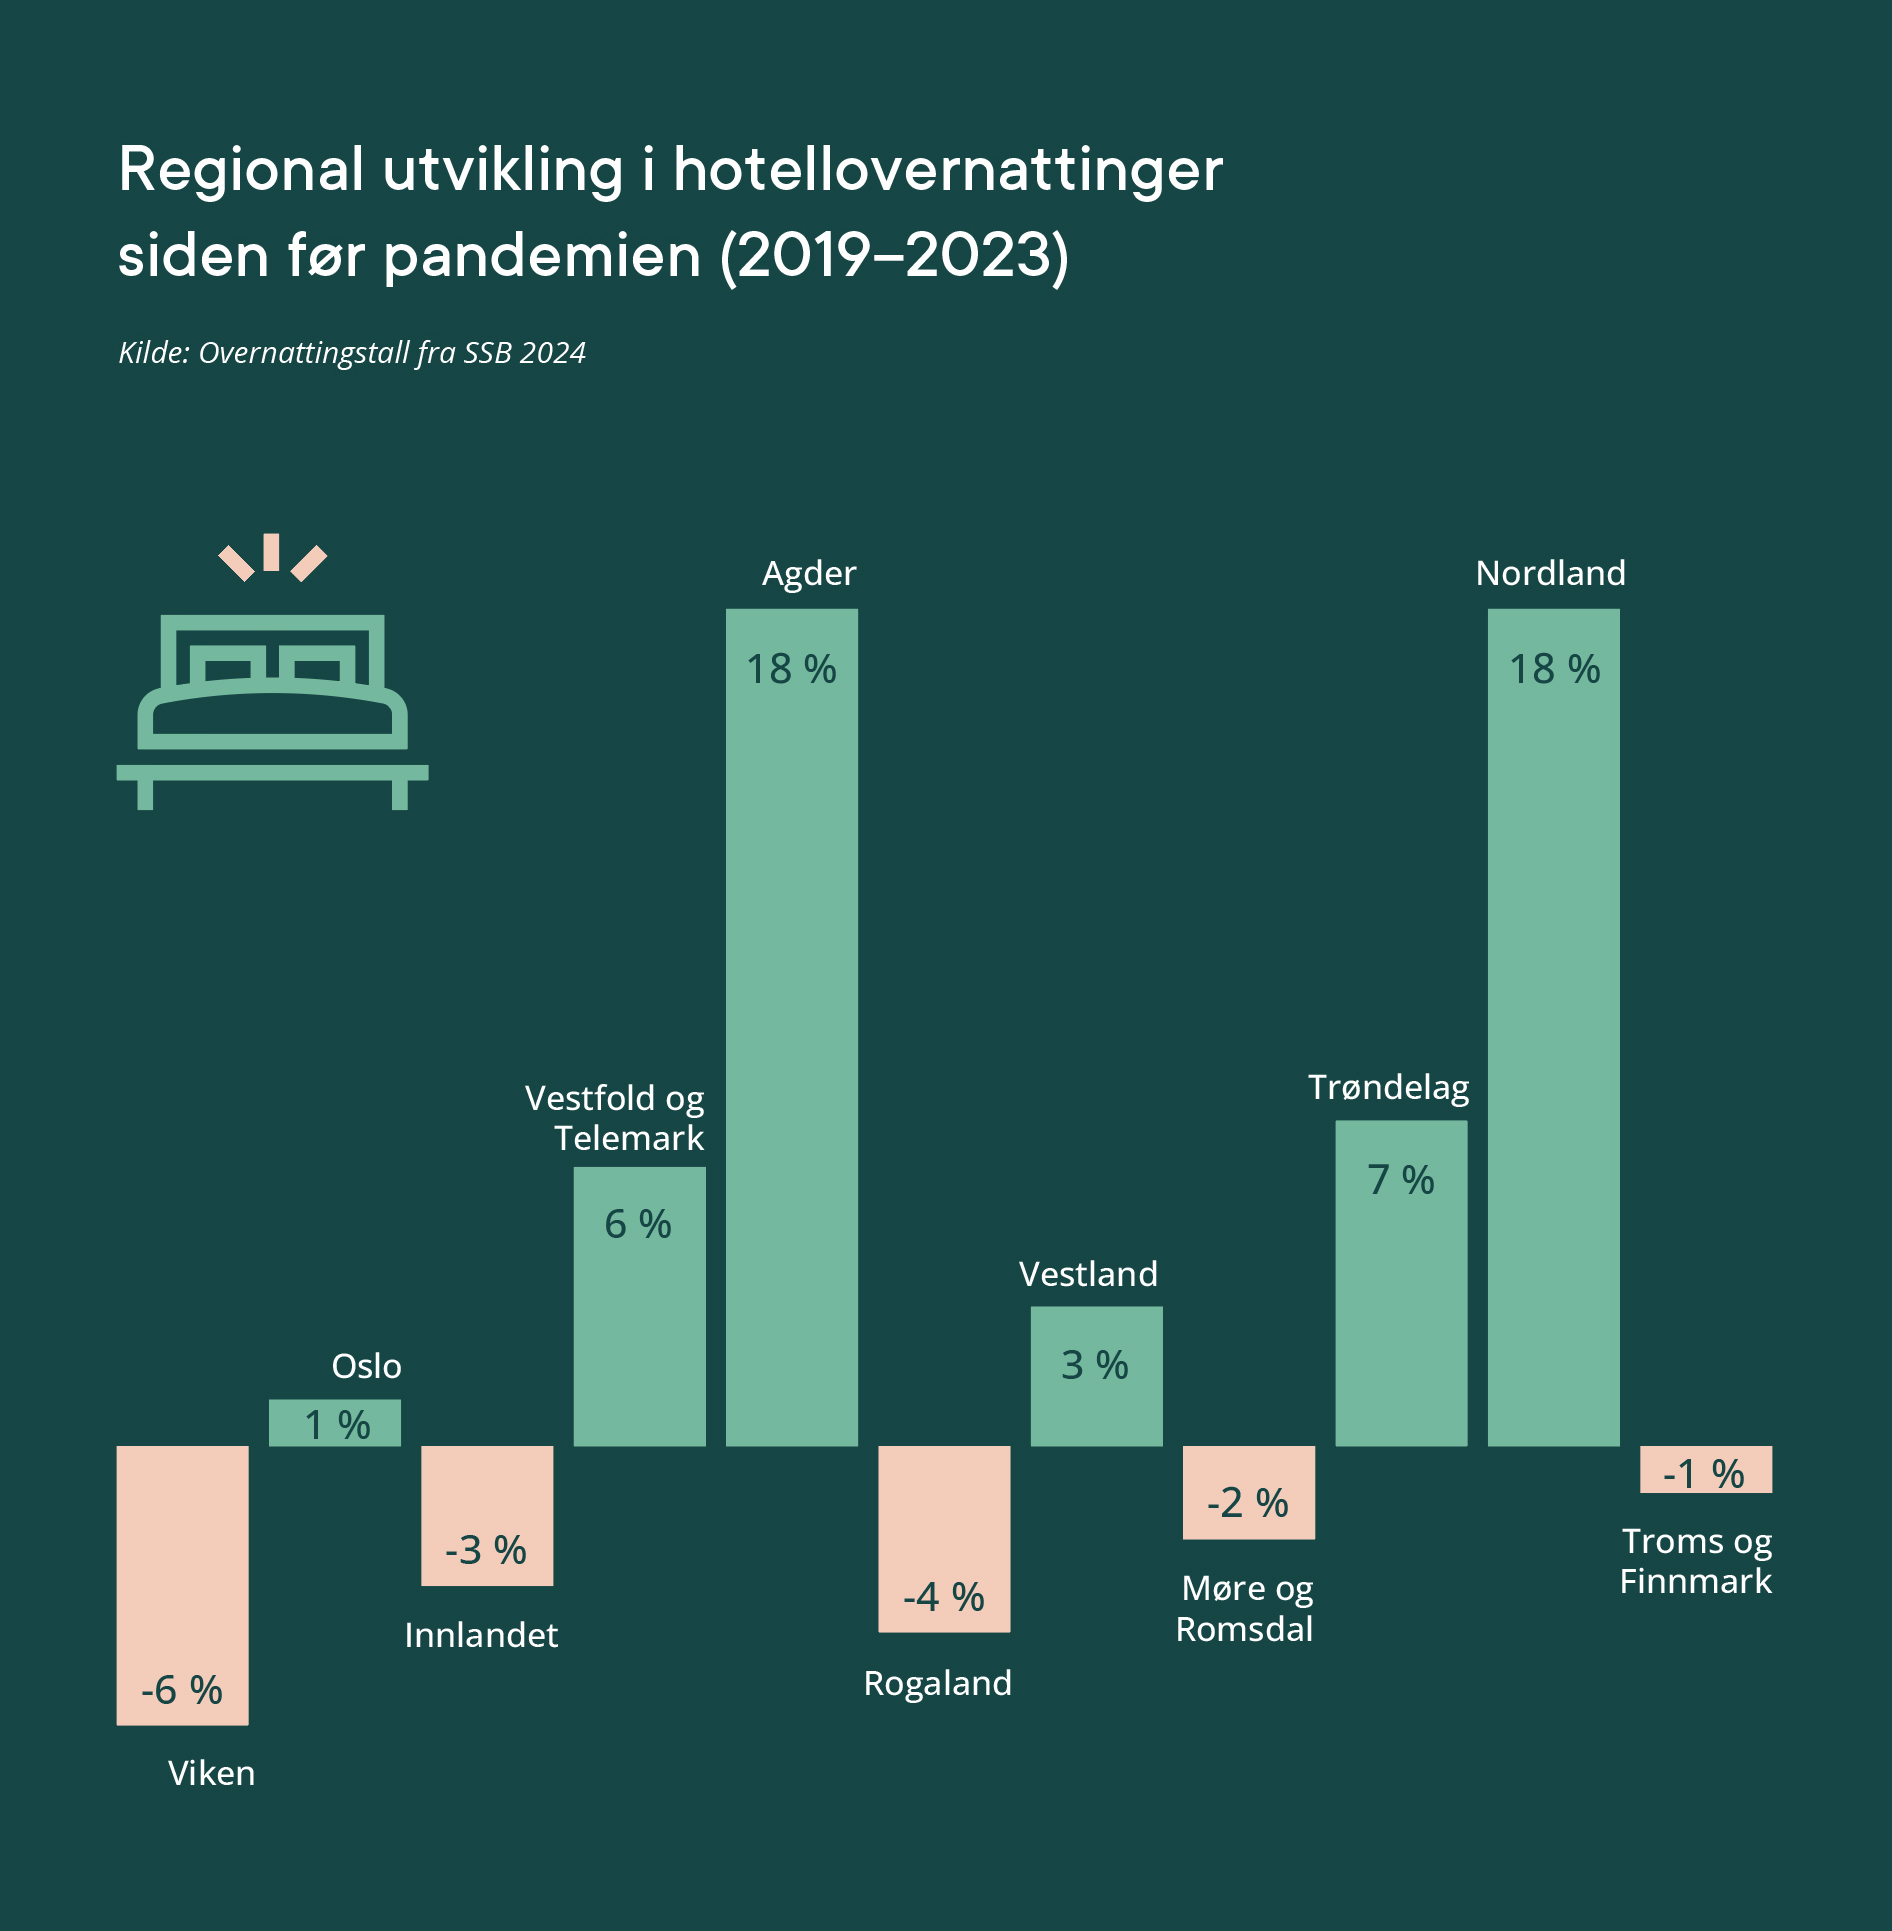 Regional utvikling i hotellovernattinger
siden før pandemien (2019–2023)
Kilde: Overnattingstall fra SSB 2024
Viken
-6 %
Oslo
1 %
Innlandet
-3 %
Vestfold og
Telemark
6 %
Agder
18 %
Rogaland
-4 %
Vestland
3 %
Møre og
Romsdal
-2 %
Trøndelag
7 %
Nordland
18 %
Troms og
Finnmark
-1 %